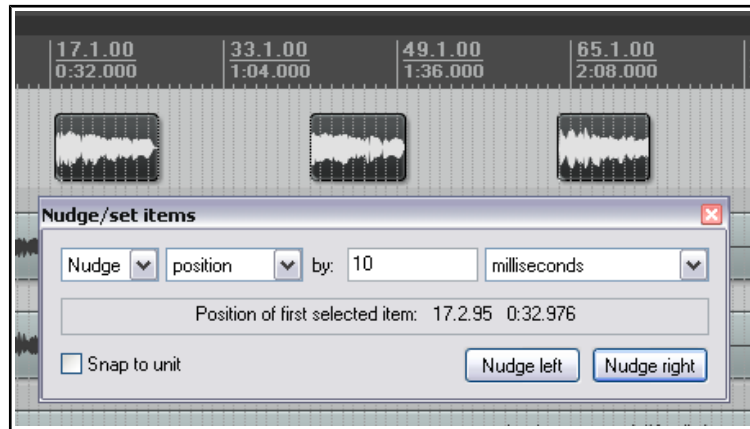 17.1.00 33.1.00 49.1.00 65.1.00
0:32.000 1:04.000 1:36.000 2:08.000
Nudge/set items
Nudge position by: 10 milliseconds
Position of first selected item: 17.2.95 0:32.976
Snap to unit Nudge left Nudge right